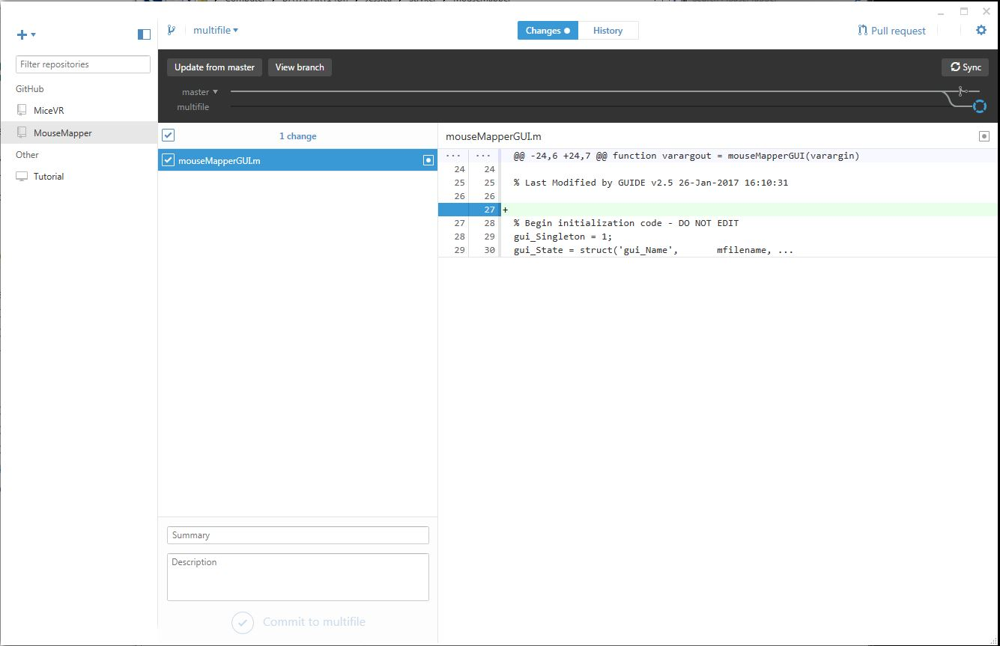 multifile
Changes
History
Pull request
Filter repositories
GitHub
MiceVR
MouseMapper
Other
Tutorial
Update from master
View branch
Sync
master
multifile
1 change
mouseMapperGUI.m
mouseMapperGUI.m
... ... @@ -24,6 +24,7 @@ function varargout = mouseMapperGUI(varargin)
24 24
25 25 % Last Modified by GUIDE v2.5 26-Jan-2017 16:10:31
26 26
27 +
27 28 % Begin initialization code - DO NOT EDIT
28 29 gui_Singleton = 1;
29 30 gui_State = struct('gui_Name', mfilename, ...
Summary
Description
Commit to multifile